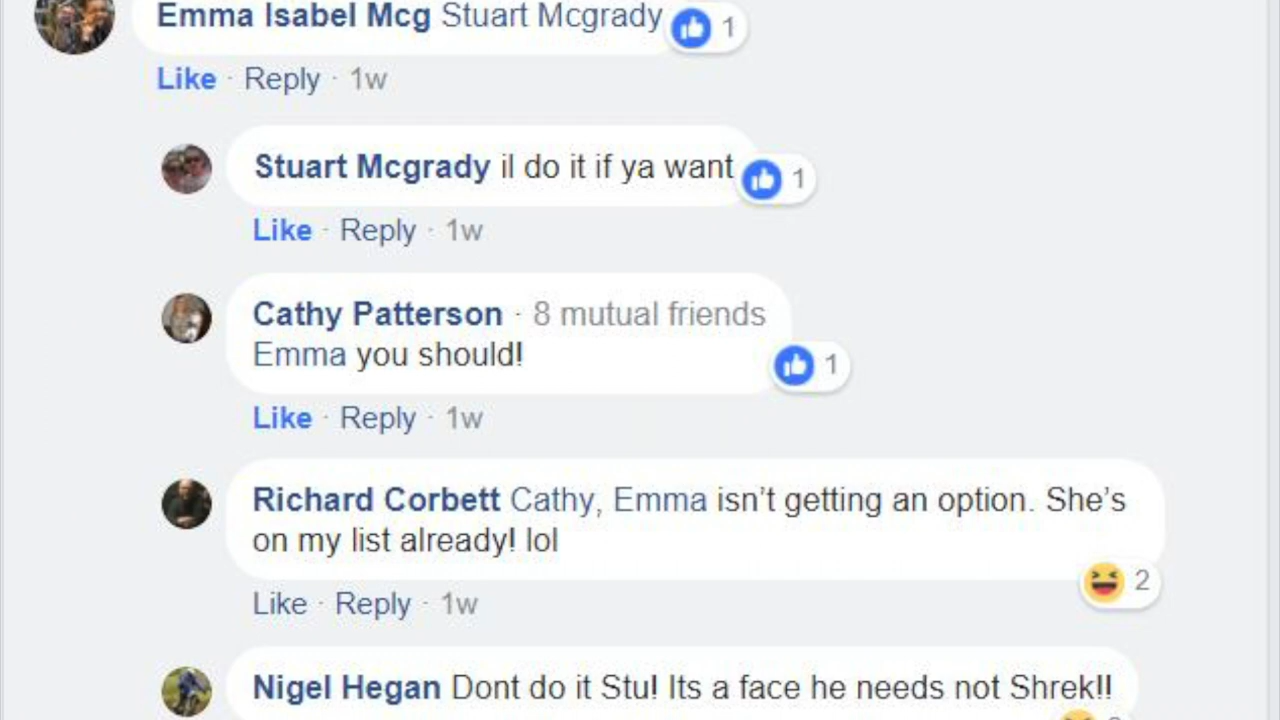 Emma Isabel Mcg Stuart Mcgrady 1
Like · Reply · 1w
Stuart Mcgrady il do it if ya want 1
Like · Reply · 1w
Cathy Patterson · 8 mutual friends
Emma you should! 1
Like · Reply · 1w
Richard Corbett Cathy, Emma isn't getting an option. She's
on my list already! lol
2
Like · Reply · 1w
Nigel Hegan Dont do it Stu! Its a face he needs not Shrek!!